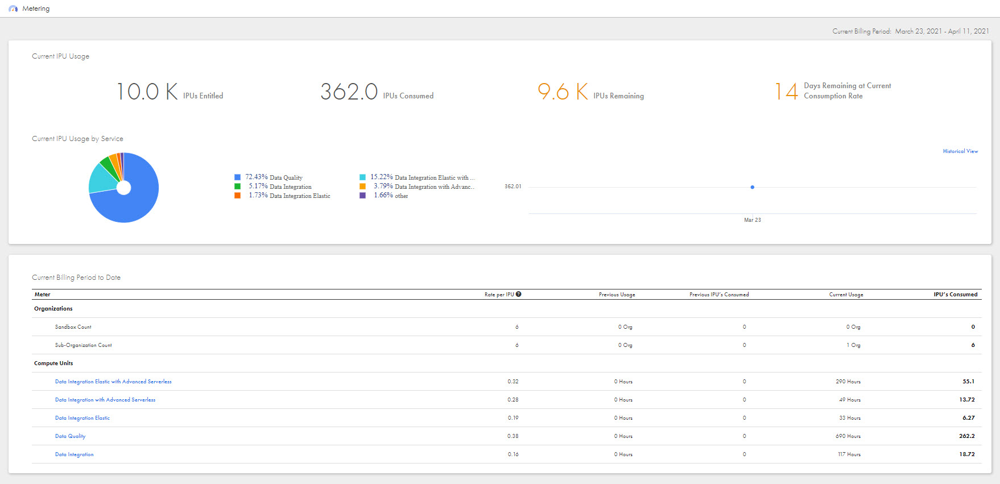 Metering
Current Billing Period: March 23, 2021 - April 11, 2021
Current IPU Usage
10.0 K IPUs Entitled
362.0 IPUs Consumed
9.6 K IPUs Remaining
14 Days Remaining at Current
Consumption Rate
Current IPU Usage by Service
Historical View
72.43% Data Quality
15.22% Data Integration Elastic with ...
5.17% Data Integration
3.79% Data Integration with Advanc...
1.73% Data Integration Elastic
1.66% other
362.01
Mar 23
Current Billing Period to Date
Meter Rate per IPU ? Previous Usage Previous IPU's Consumed Current Usage IPU's Consumed
Organizations
Sandbox Count 6 0 Org 0 0 Org 0
Sub-Organization Count 6 0 Org 0 1 Org 6
Compute Units
Data Integration Elastic with Advanced Serverless 0.32 0 Hours 0 290 Hours 55.1
Data Integration with Advanced Serverless 0.28 0 Hours 0 49 Hours 13.72
Data Integration Elastic 0.19 0 Hours 0 33 Hours 6.27
Data Quality 0.38 0 Hours 0 690 Hours 262.2
Data Integration 0.16 0 Hours 0 117 Hours 18.72